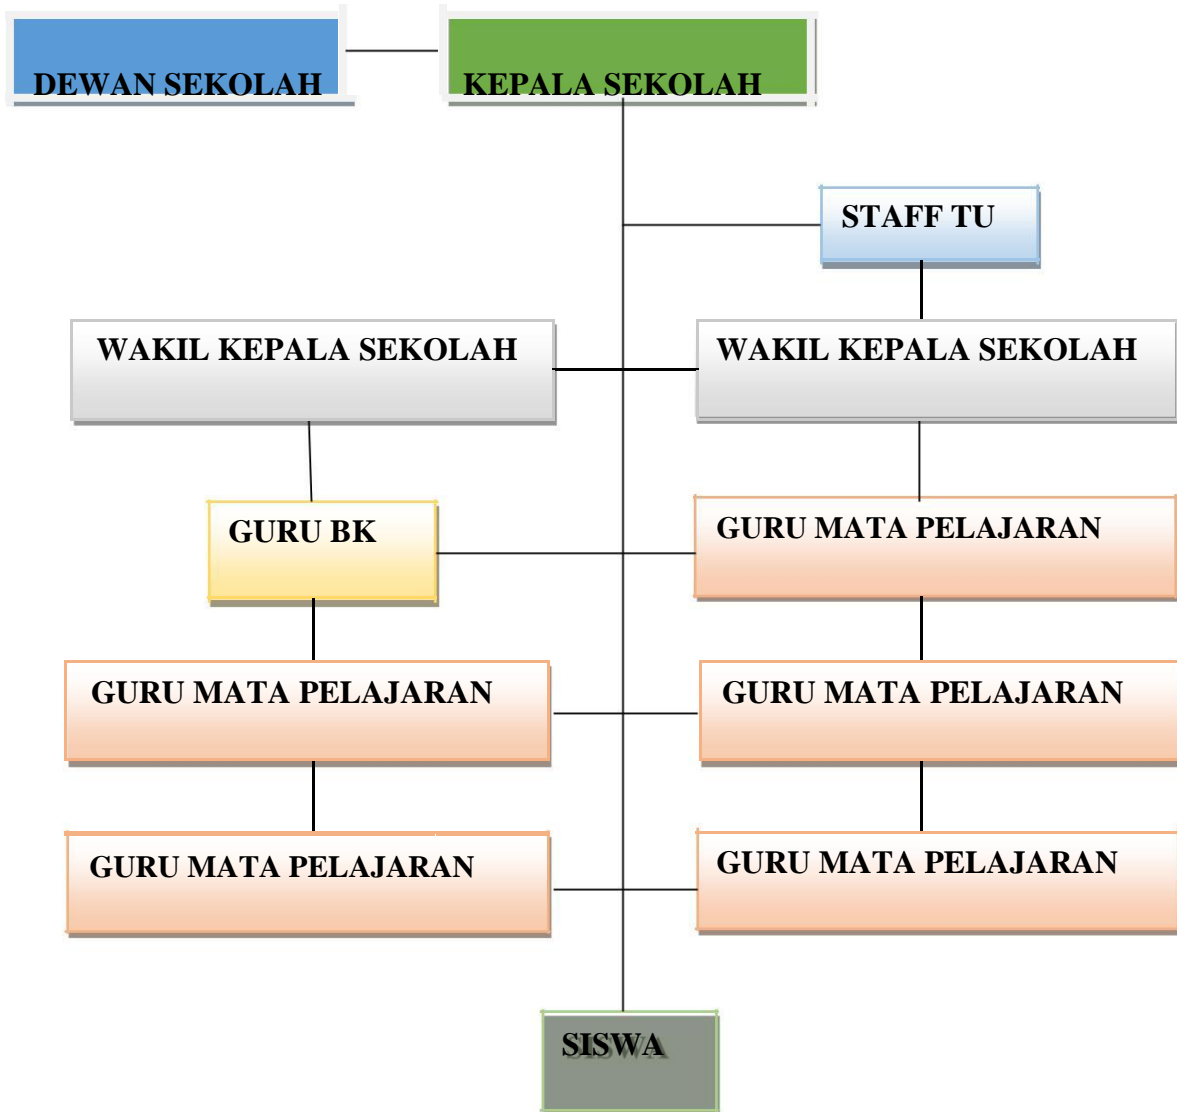 DEWAN SEKOLAH
KEPALA SEKOLAH
STAFF TU
WAKIL KEPALA SEKOLAH
WAKIL KEPALA SEKOLAH
GURU BK
GURU MATA PELAJARAN
GURU MATA PELAJARAN
GURU MATA PELAJARAN
GURU MATA PELAJARAN
GURU MATA PELAJARAN
SISWA